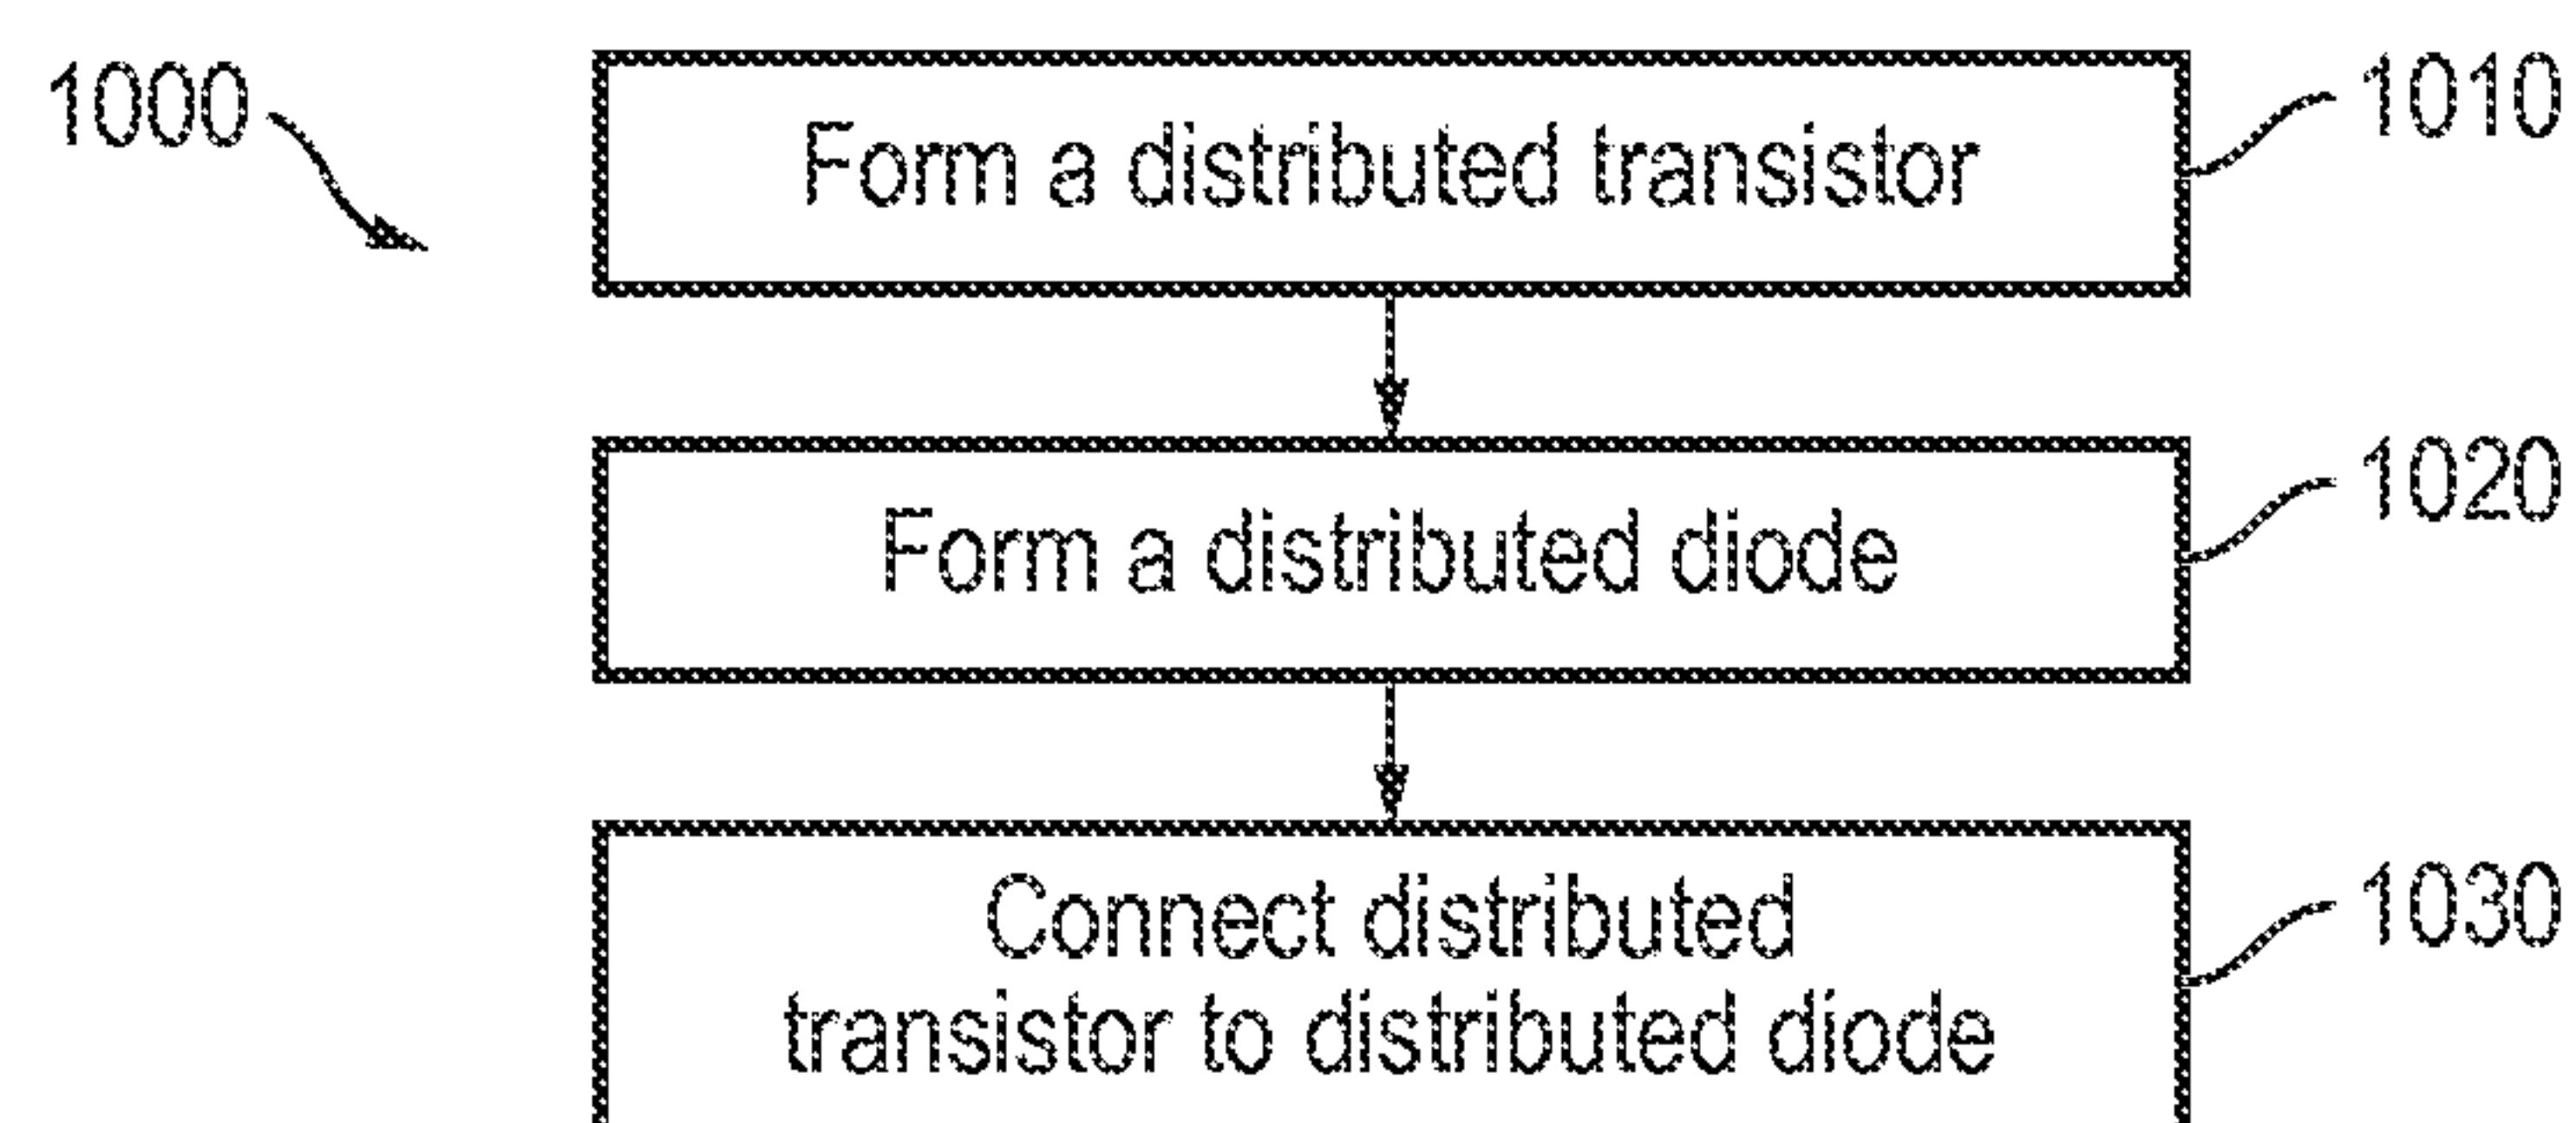 1000
Form a distributed transistor
1010
Form a distributed diode
1020
Connect distributed
transistor to distributed diode
1030